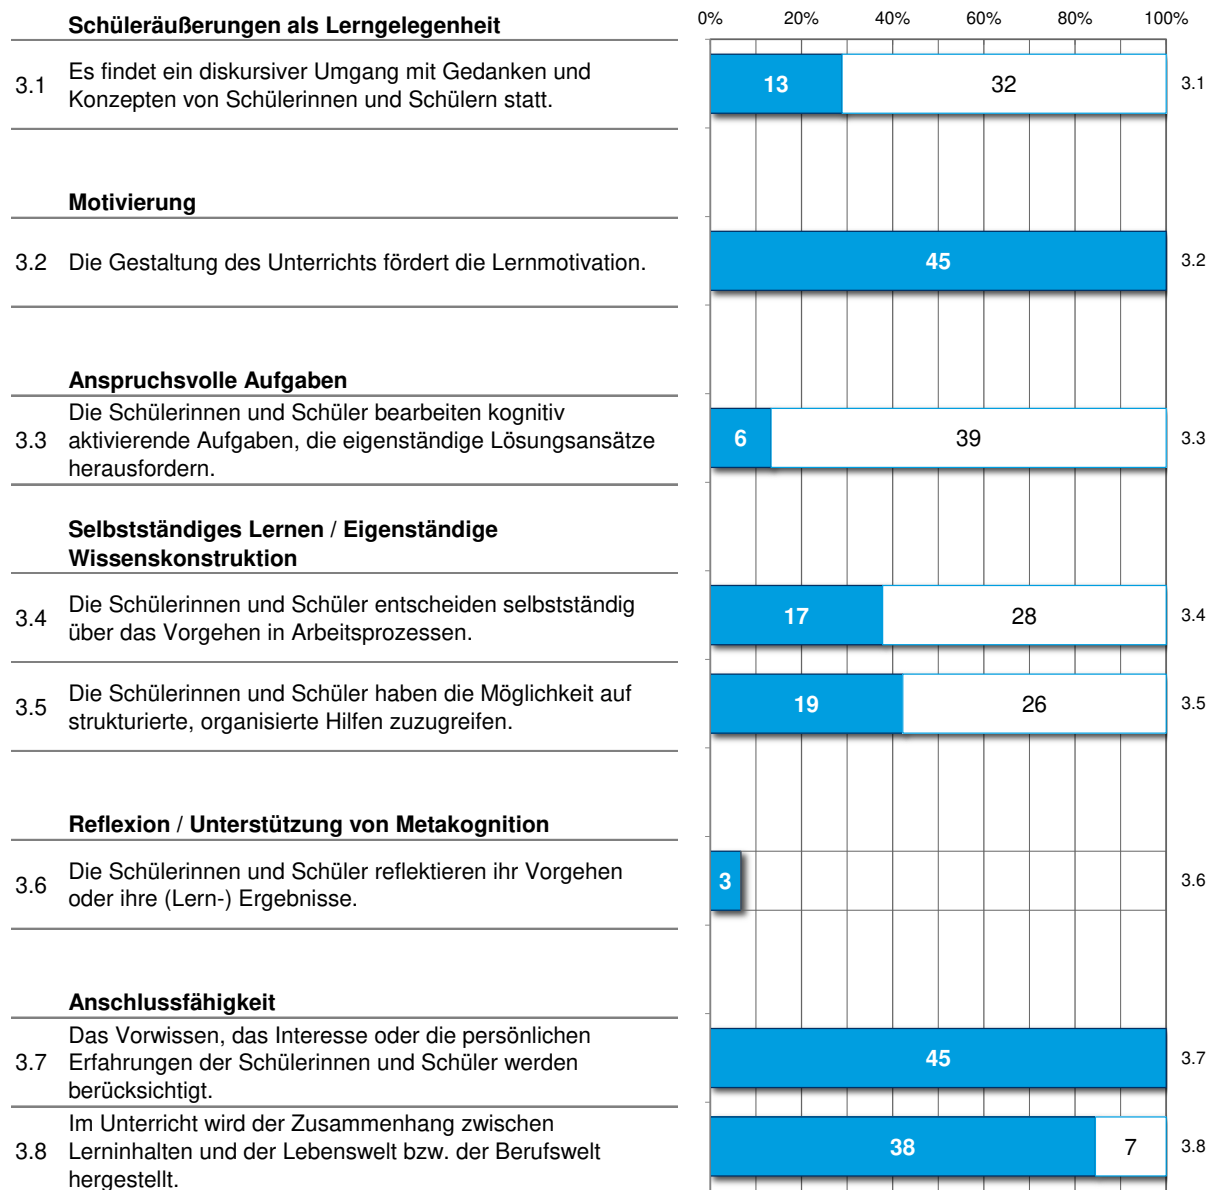 0% 20% 40% 60% 80% 100%
Schüleräußerungen als Lerngelegenheit
3.1 Es findet ein diskursiver Umgang mit Gedanken und
Konzepten von Schülerinnen und Schülern statt.
13 32 3.1
Motivierung
3.2 Die Gestaltung des Unterrichts fördert die Lernmotivation.
45 3.2
Anspruchsvolle Aufgaben
Die Schülerinnen und Schüler bearbeiten kognitiv
3.3 aktivierende Aufgaben, die eigenständige Lösungsansätze
herausfordern.
6 39 3.3
Selbstständiges Lernen / Eigenständige
Wissenskonstruktion
3.4 Die Schülerinnen und Schüler entscheiden selbstständig
über das Vorgehen in Arbeitsprozessen.
17 28 3.4
3.5 Die Schülerinnen und Schüler haben die Möglichkeit auf
strukturierte, organisierte Hilfen zuzugreifen.
19 26 3.5
Reflexion / Unterstützung von Metakognition
3.6 Die Schülerinnen und Schüler reflektieren ihr Vorgehen
oder ihre (Lern-) Ergebnisse.
3 3.6
Anschlussfähigkeit
Das Vorwissen, das Interesse oder die persönlichen
3.7 Erfahrungen der Schülerinnen und Schüler werden
berücksichtigt.
45 3.7
Im Unterricht wird der Zusammenhang zwischen
3.8 Lerninhalten und der Lebenswelt bzw. der Berufswelt
hergestellt.
38 7 3.8